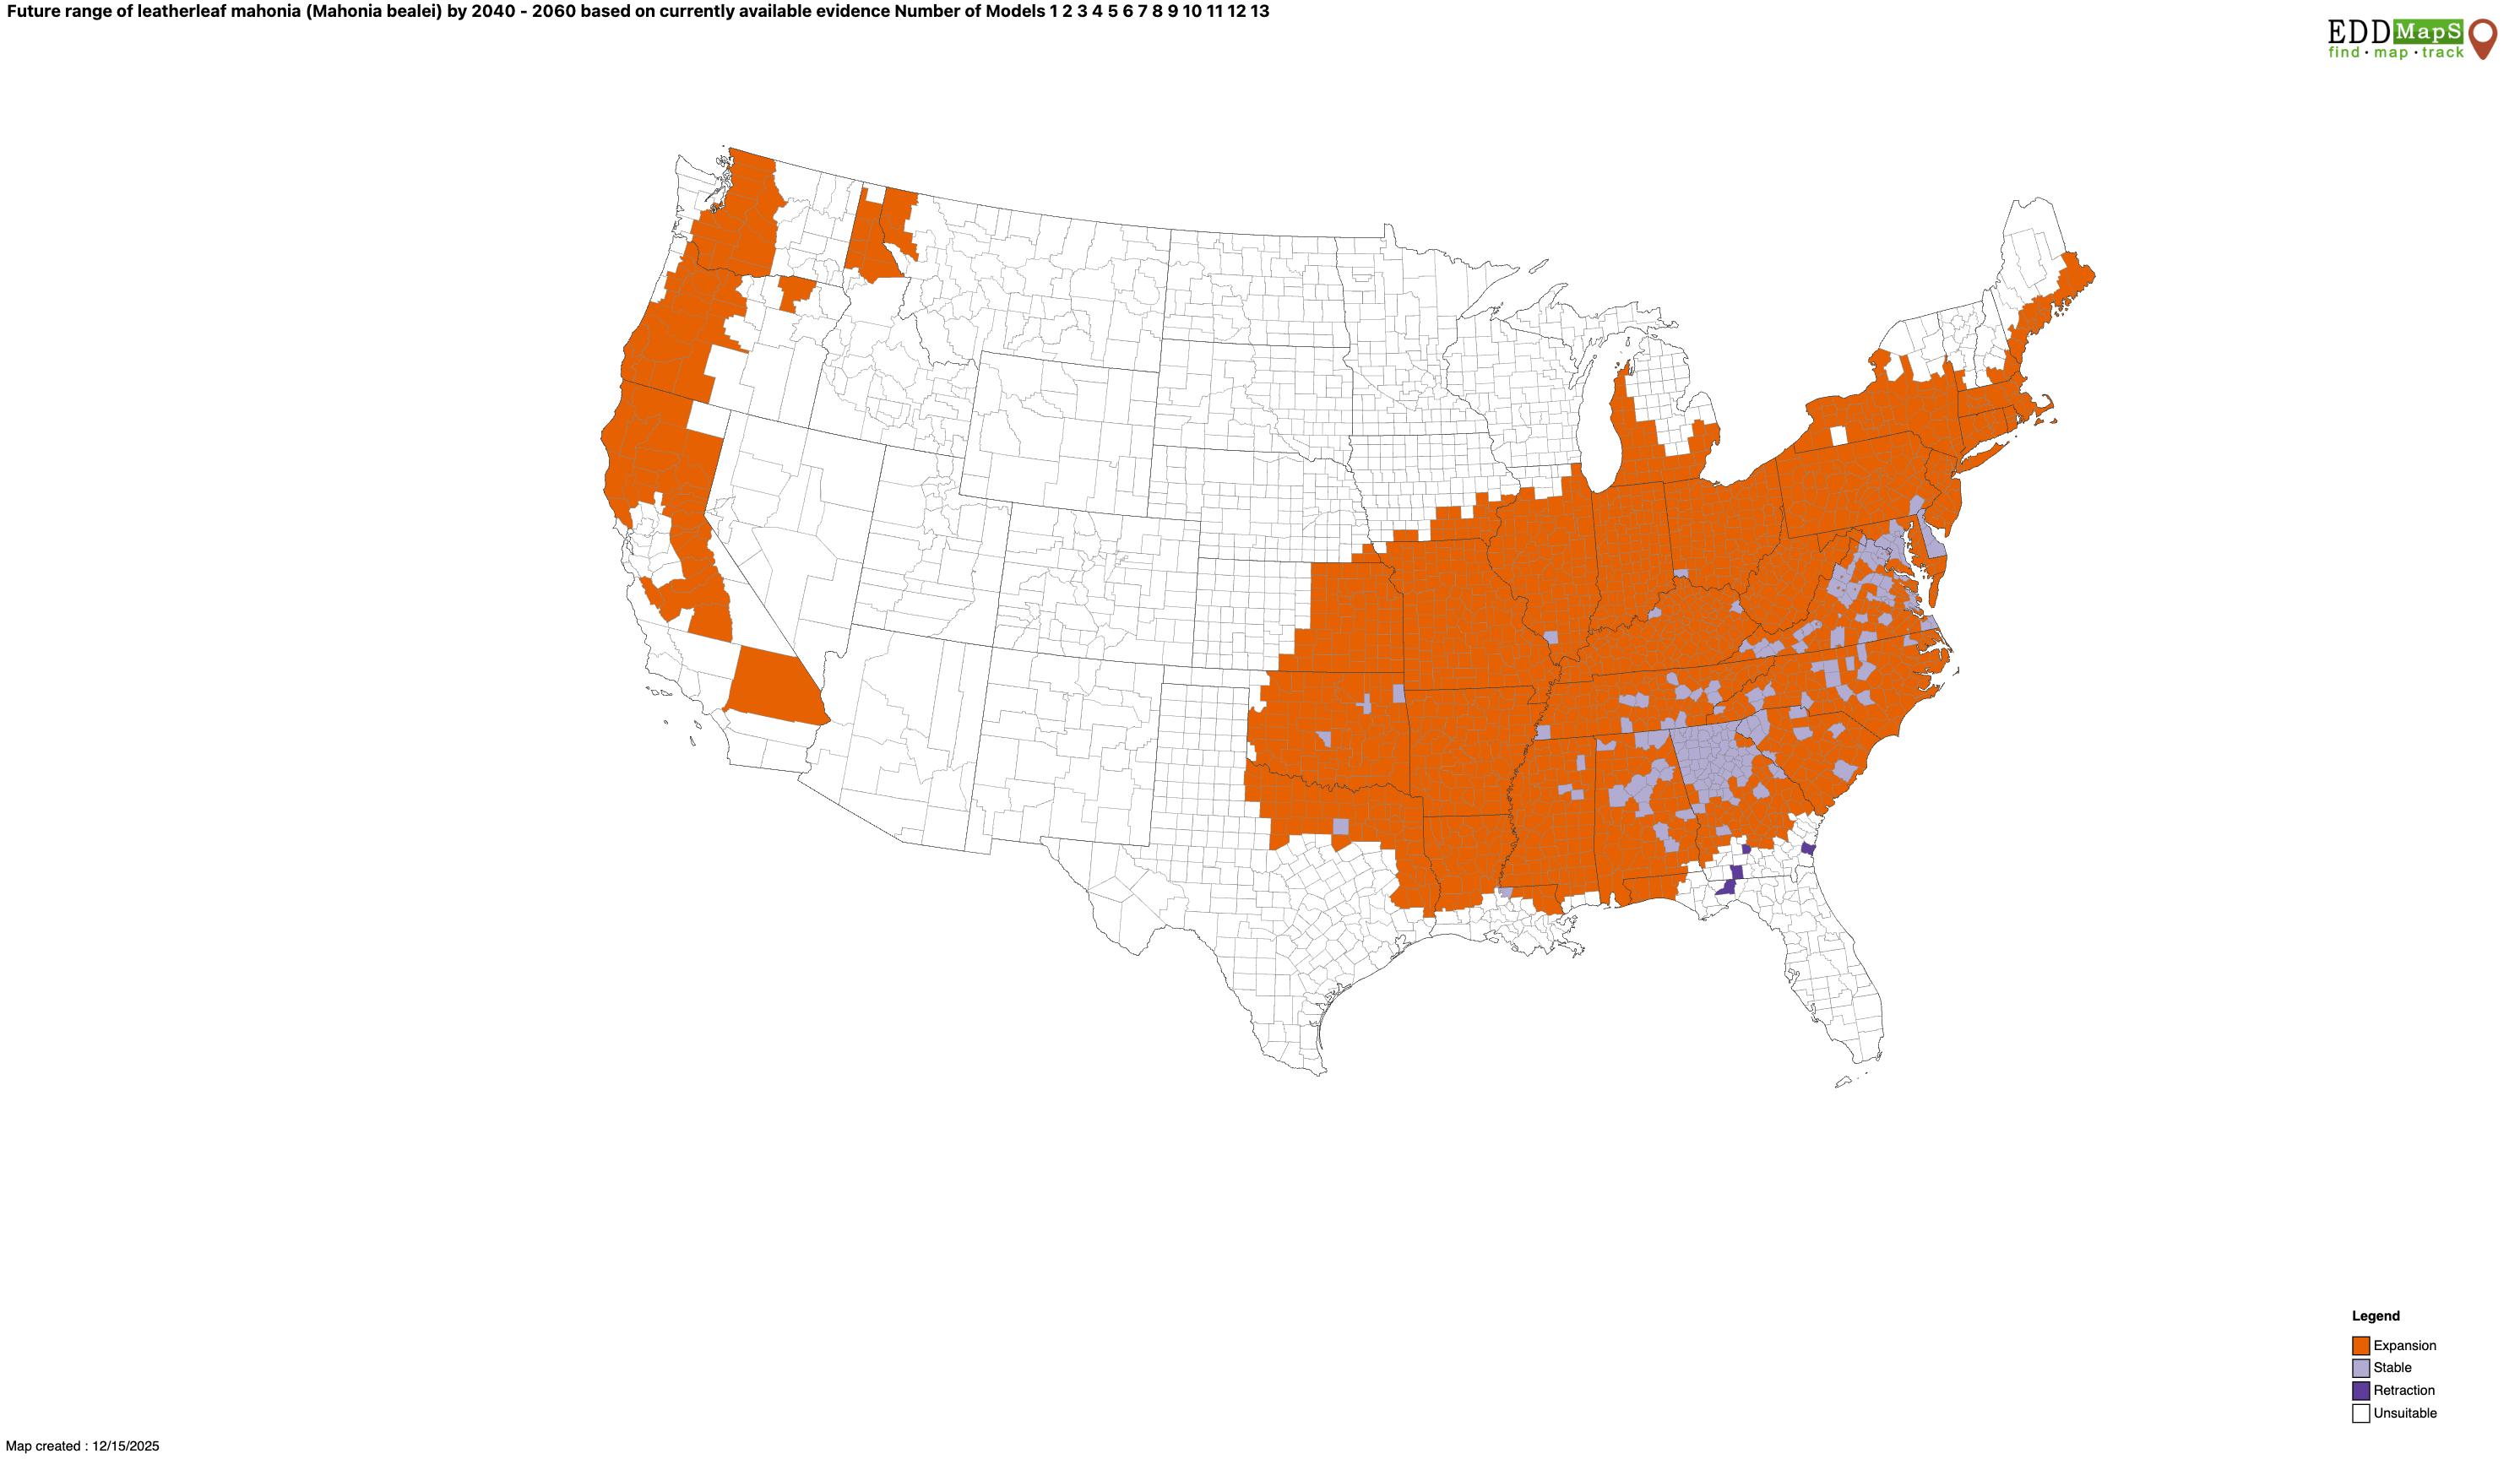 Future range of leatherleaf mahonia (Mahonia bealei) by 2040 - 2060 based on currently available evidence Number of Models 1 2 3 4 5 6 7 8 9 10 11 12 13
EDDMapS
find · map · track
Legend
Expansion
Stable
Retraction
Unsuitable
Map created : 12/15/2025